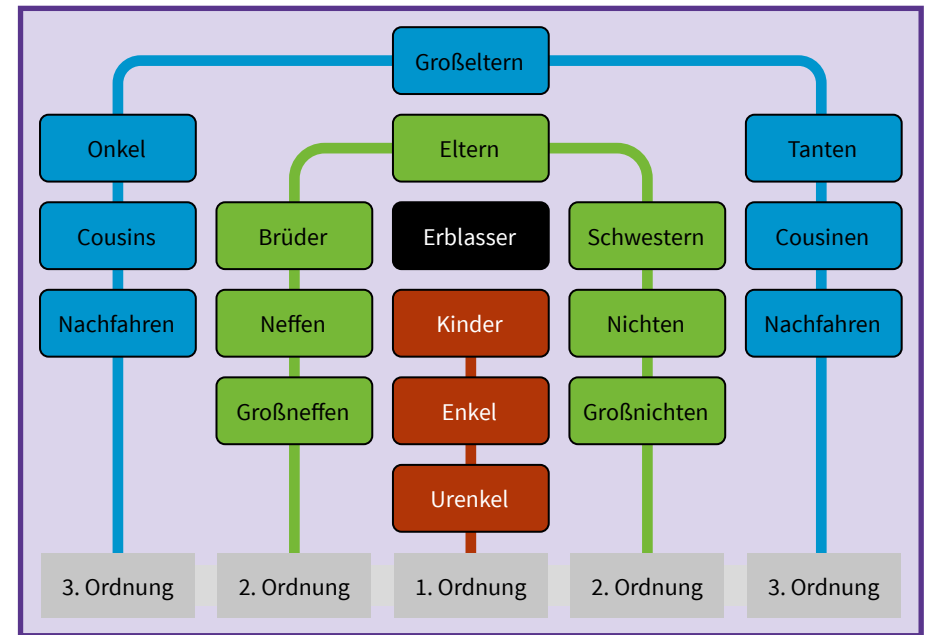 Großeltern
Onkel
Eltern
Tanten
Cousins
Brüder
Erblasser
Schwestern
Cousinen
Nachfahren
Neffen
Kinder
Nichten
Nachfahren
Großneffen
Enkel
Großnichten
Urenkel
3. Ordnung
2. Ordnung
1. Ordnung
2. Ordnung
3. Ordnung